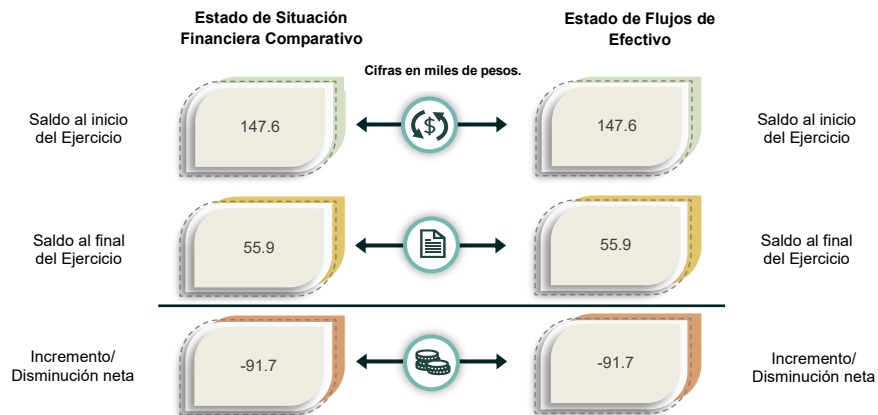 Estado de Situación
Financiera Comparativo
Estado de Flujos de
Efectivo
Cifras en miles de pesos.
Saldo al inicio
del Ejercicio
147.6
$
147.6
Saldo al inicio
del Ejercicio
Saldo al final
del Ejercicio
55.9
55.9
Saldo al final
del Ejercicio
Incremento/
Disminución neta
-91.7
-91.7
Incremento/
Disminución neta